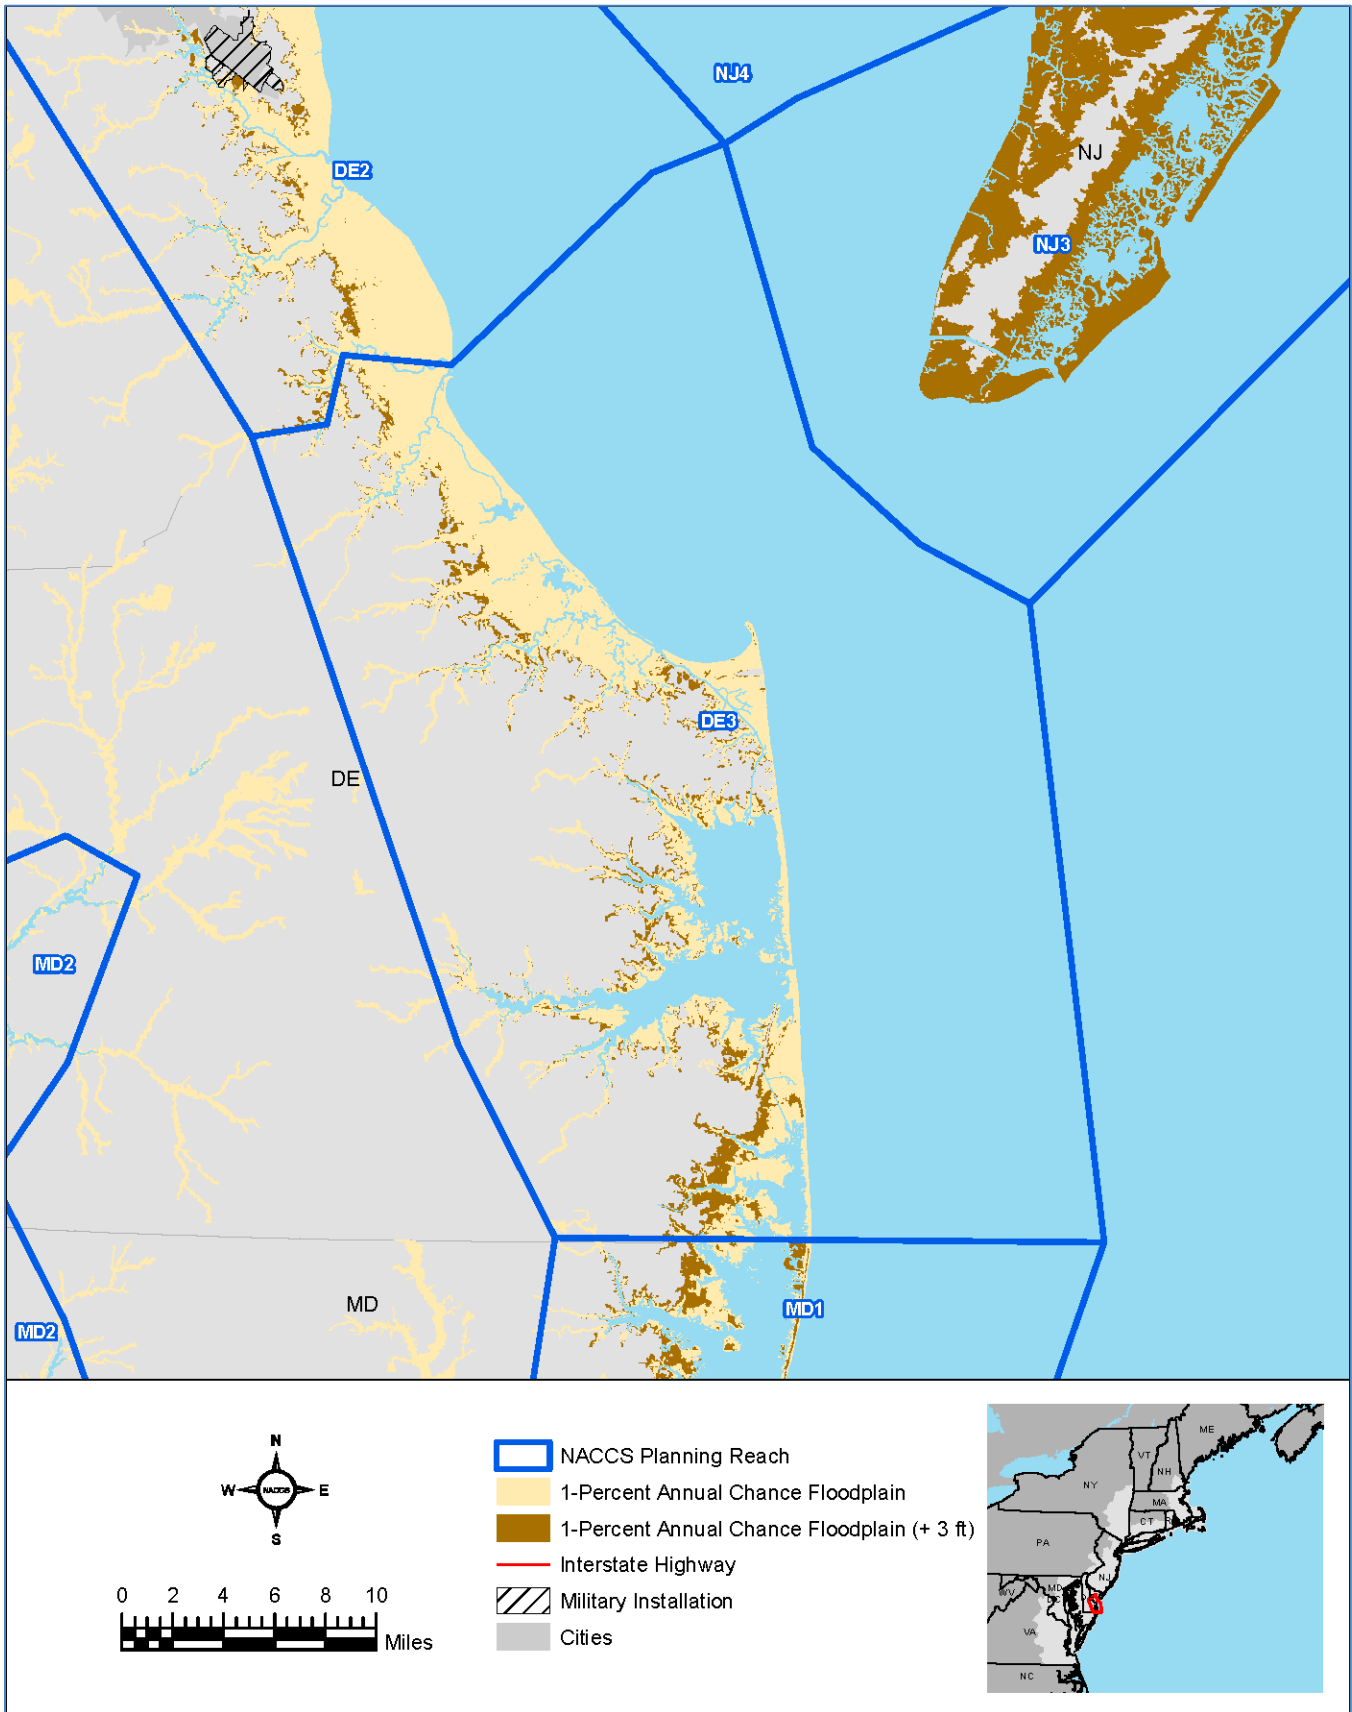 NJ4
NJ
DE2
NJ3
DE3
DE
MD2
MD
MD1
MD2
N
W
NACCS
E
S
0 2 4 6 8 10
Miles
NACCS Planning Reach
1-Percent Annual Chance Floodplain
1-Percent Annual Chance Floodplain (+ 3 ft)
Interstate Highway
Military Installation
Cities
ME
VT
NH
NY
MA
CT
PA
NJ
MD
VA
NC